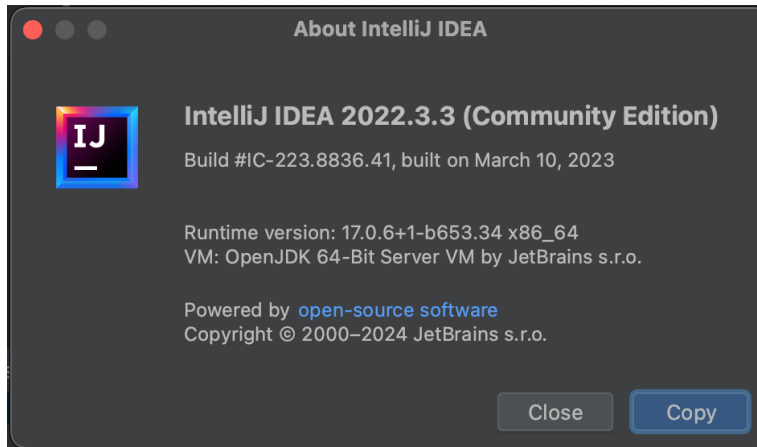 About IntelliJ IDEA
IJ
IntelliJ IDEA 2022.3.3 (Community Edition)
Build #IC-223.8836.41, built on March 10, 2023
Runtime version: 17.0.6+1-b653.34 x86_64
VM: OpenJDK 64-Bit Server VM by JetBrains s.r.o.
Powered by open-source software
Copyright © 2000–2024 JetBrains s.r.o.
Close Copy